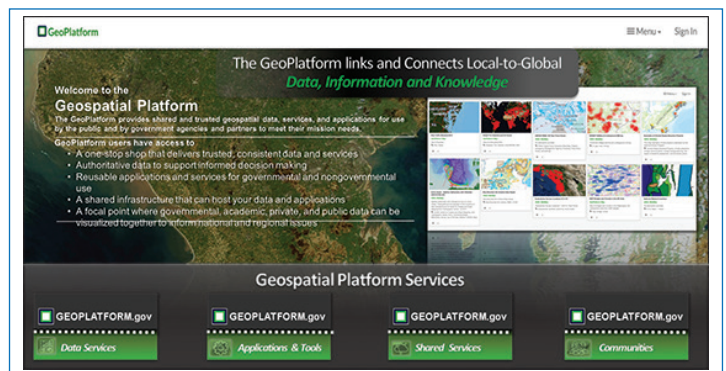 GeoPlatform
Menu
Sign In
The GeoPlatform links and Connects Local-to-Global
Data, Information and Knowledge
Welcome to the
Geospatial Platform
The GeoPlatform provides shared and trusted geospatial data, services, and applications for use
by the public and by government agencies and partners to meet their mission needs.
GeoPlatform users have access to
• A one-stop shop that delivers trusted, consistent data and services
• Authoritative data to support informed decision making
• Reusable applications and services for governmental and nongovernmental
use
• A shared infrastructure that can host your data and applications
• A focal point where governmental, academic, private, and public data can be
visualized together to inform national and regional issues
Geospatial Platform Services
GEOPLATFORM.gov
Data Services
GEOPLATFORM.gov
Applications & Tools
GEOPLATFORM.gov
Shared Services
GEOPLATFORM.gov
Communities